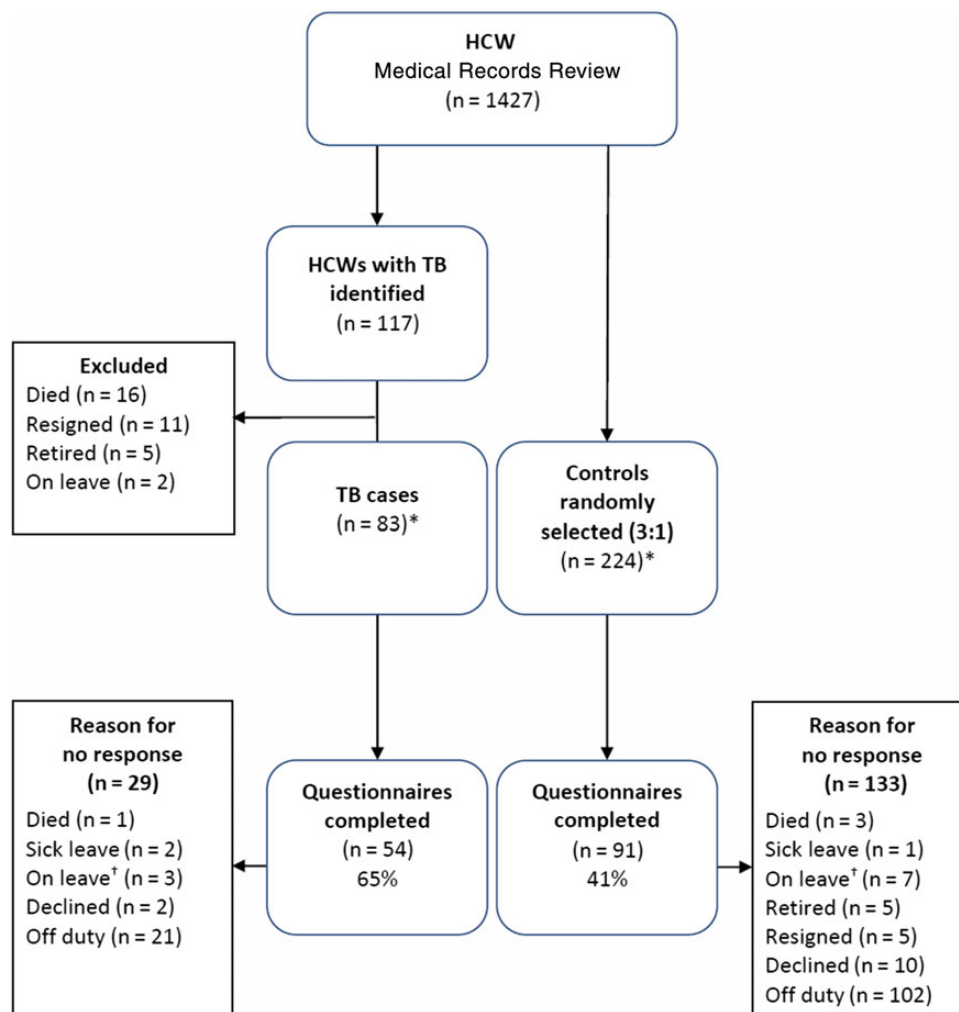 HCW
Medical Records Review
(n = 1427)
HCWs with TB
identified
(n = 117)
Excluded
Died (n = 16)
Resigned (n = 11)
Retired (n = 5)
On leave (n = 2)
TB cases
(n = 83)*
Controls
randomly
selected (3:1)
(n = 224)*
Reason for
no response
(n = 29)
Died (n = 1)
Sick leave (n = 2)
On leave† (n = 3)
Declined (n = 2)
Off duty (n = 21)
Questionnaires
completed
(n = 54)
65%
Questionnaires
completed
(n = 91)
41%
Reason for
no response
(n = 133)
Died (n = 3)
Sick leave (n = 1)
On leave† (n = 7)
Retired (n = 5)
Resigned (n = 5)
Declined (n = 10)
Off duty (n = 102)